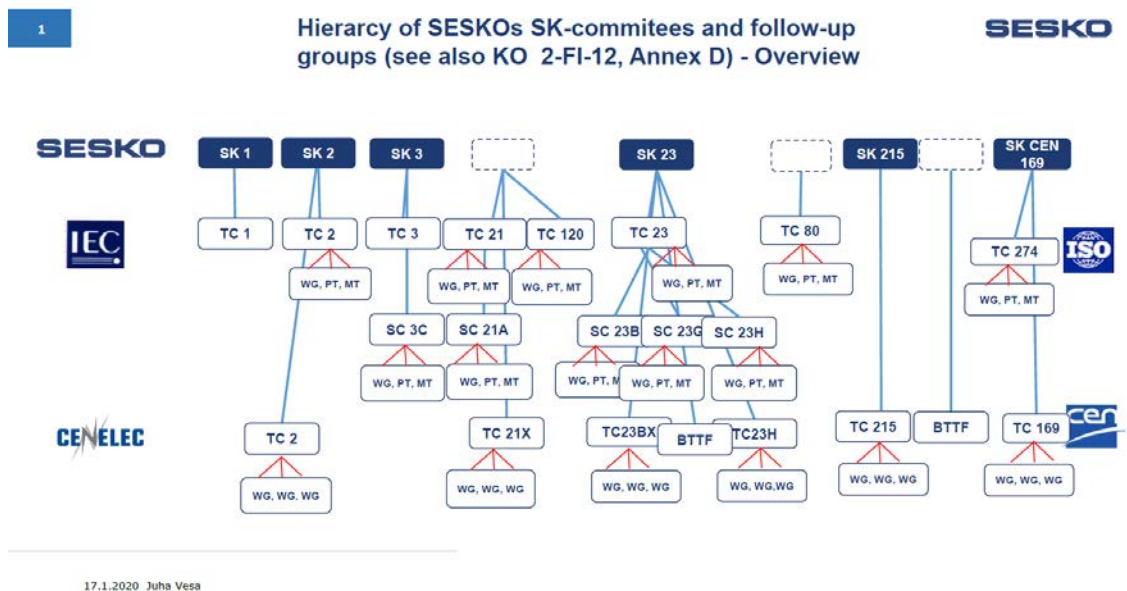 1
Hierarcy of SESKOs SK-commitees and follow-up
groups (see also KO 2-FI-12, Annex D) - Overview
SESKO
SESKO
SK 1
SK 2
SK 3
SK 23
SK 215
SK CEN
169
IEC
TC 1
TC 2
TC 3
TC 21
TC 120
TC 23
TC 80
TC 274
ISO
WG, PT, MT
WG, PT, MT
WG, PT, MT
WG, PT, MT
WG, PT, MT
WG, PT, MT
SC 3C
SC 21A
SC 23B
SC 23G
SC 23H
WG, PT, MT
WG, PT, MT
WG, PT, M
WG, PT, MT
WG, PT, MT
CENELEC
TC 2
TC 21X
TC23BX
BTTF
TC23H
TC 215
BTTF
TC 169
cen
WG, WG, WG
WG, WG, WG
WG, WG, WG
WG, WG,WG
WG, WG, WG
WG, WG, WG
17.1.2020 Juha Vesa